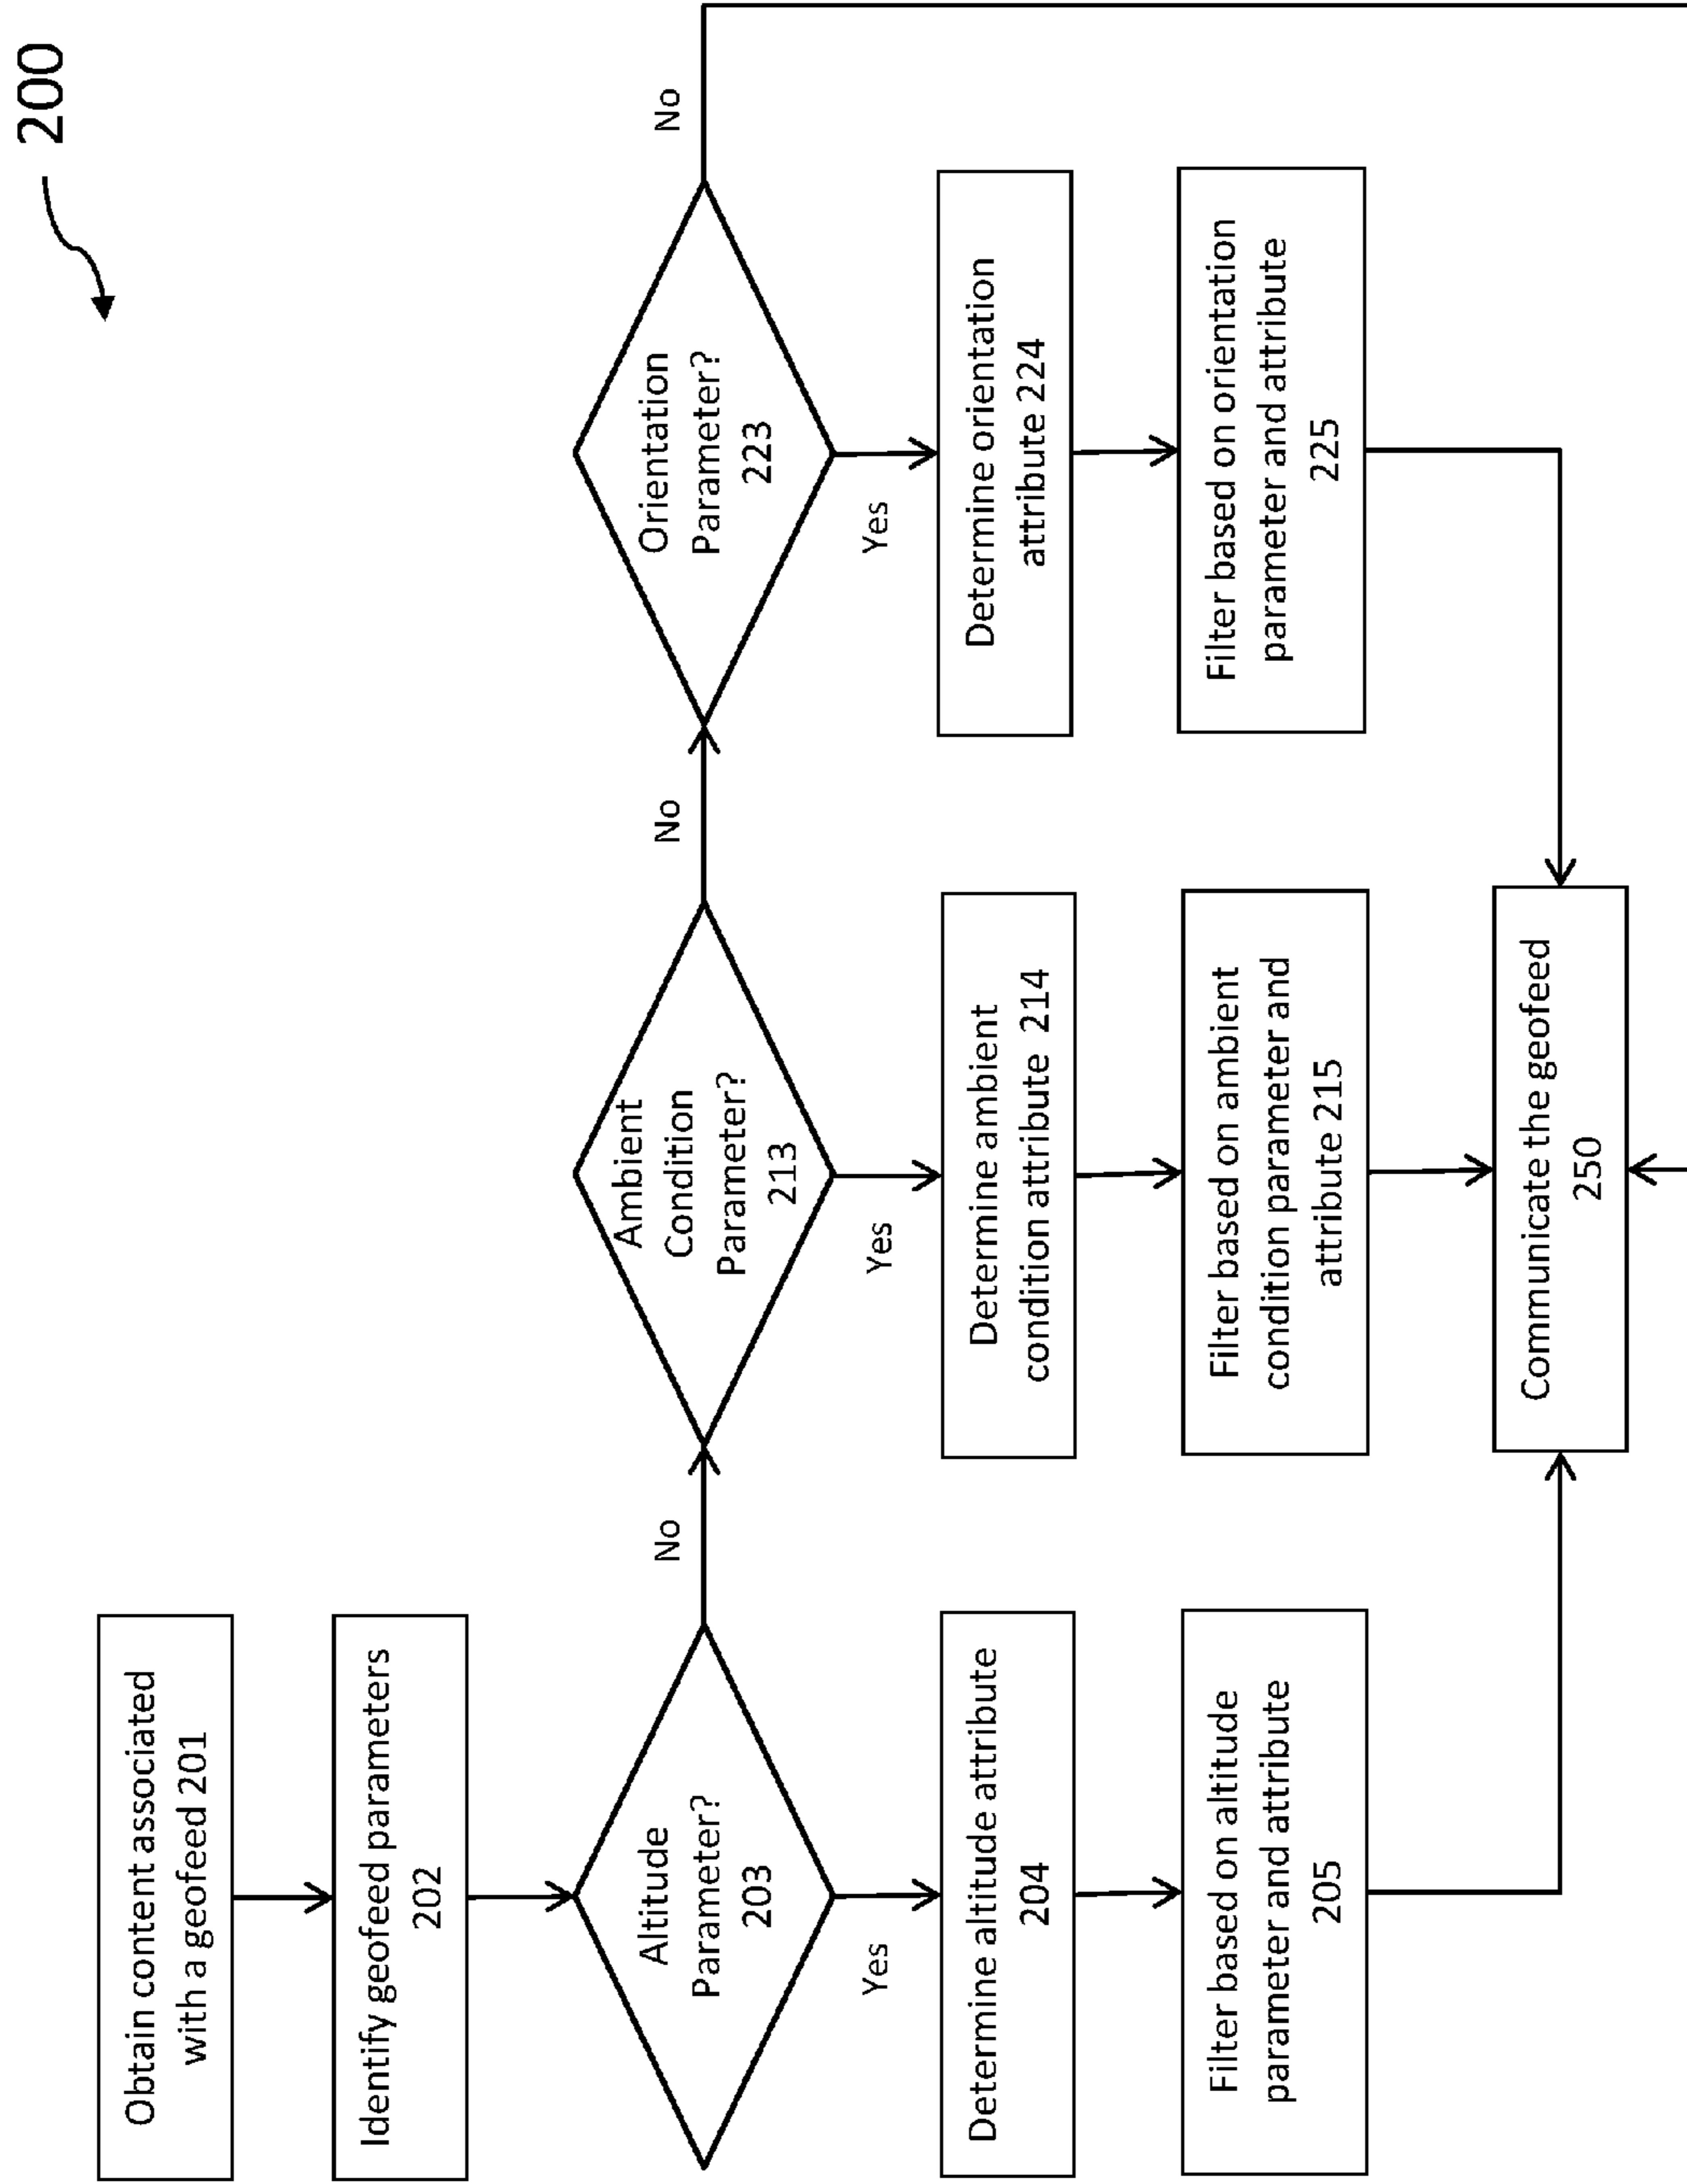 200
Obtain content associated
with a geofeed 201
Identify geofeed parameters
202
Altitude
Parameter?
203
No
Yes
Determine altitude attribute
204
Filter based on altitude
parameter and attribute
205
Ambient
Condition
Parameter?
213
No
Yes
Determine ambient
condition attribute 214
Filter based on ambient
condition parameter and
attribute 215
Orientation
Parameter?
223
No
Yes
Determine orientation
attribute 224
Filter based on orientation
parameter and attribute
225
Communicate the geofeed
250